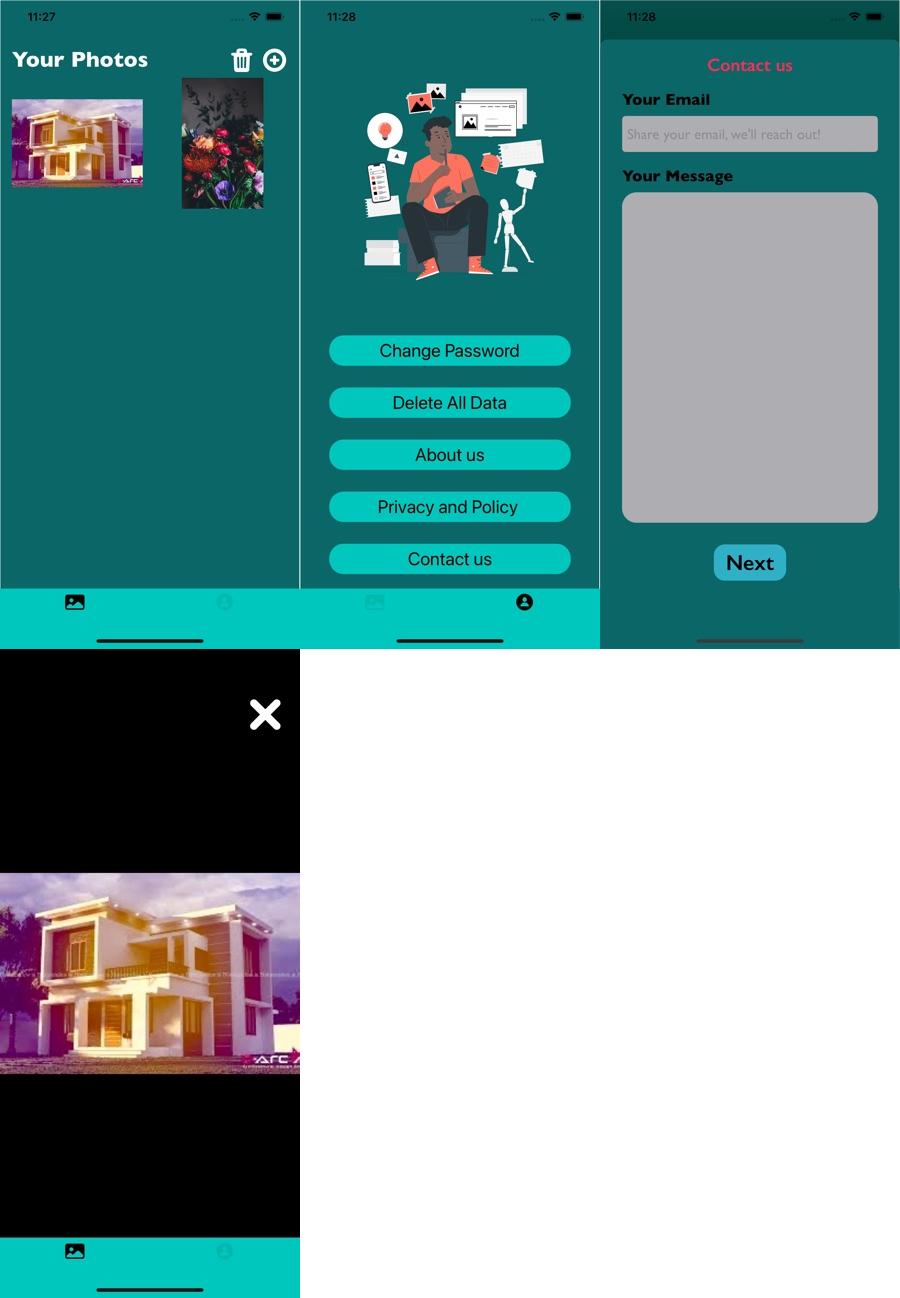 11:27
Your Photos
11:28
Change Password
Delete All Data
About us
Privacy and Policy
Contact us
11:28
Contact us
Your Email
Share your email, we'll reach out!
Your Message
Next